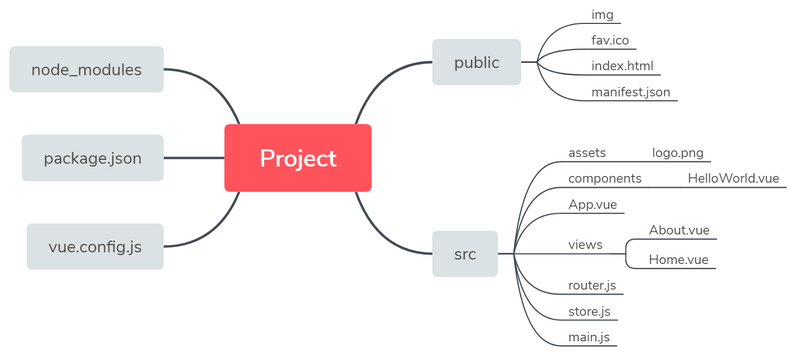 node_modules
package.json
vue.config.js
Project
public
img
fav.ico
index.html
manifest.json
src
assets
logo.png
components
HelloWorld.vue
App.vue
views
About.vue
Home.vue
router.js
store.js
main.js